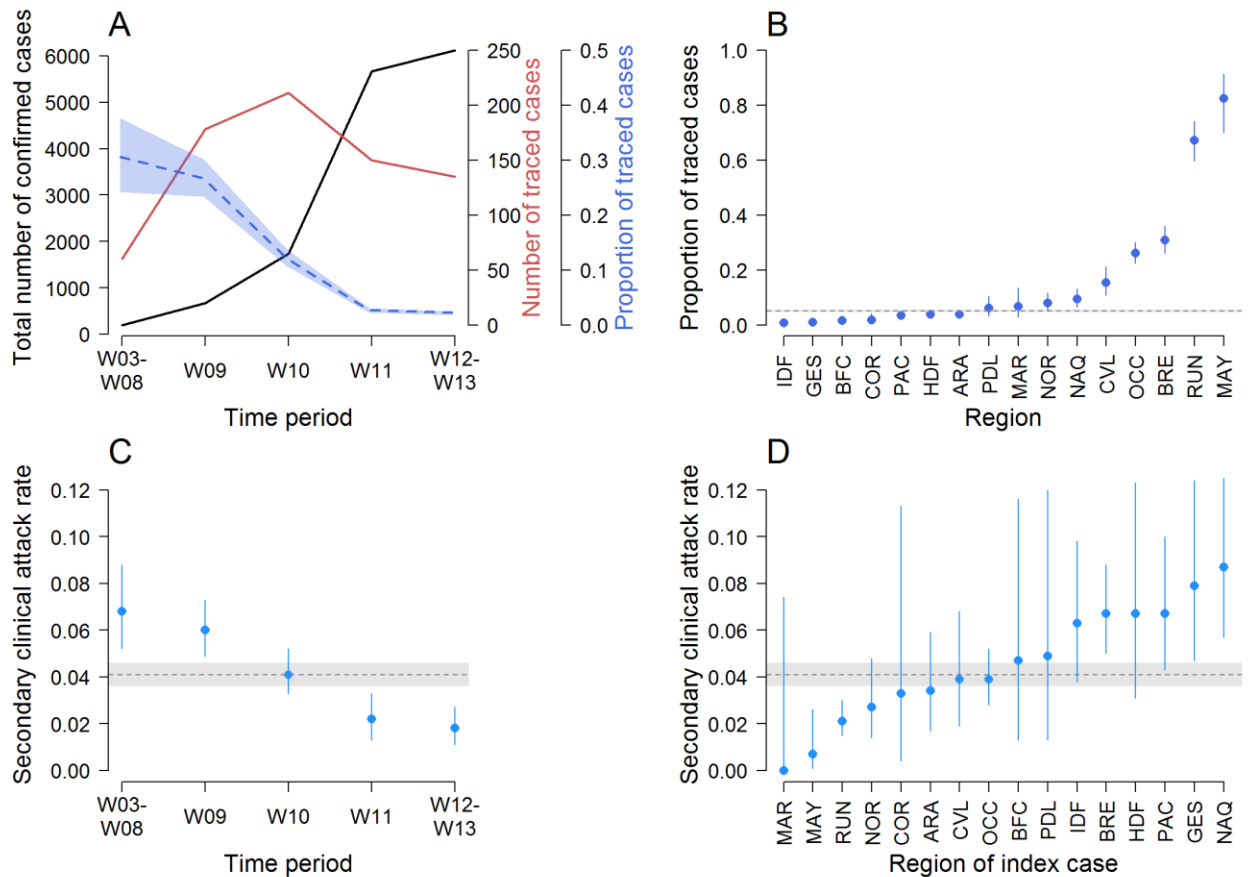 A
Total number of confirmed cases
6000
5000
4000
3000
2000
1000
0
250
200
150
100
50
0
Number of traced cases
0.5
0.4
0.3
0.2
0.1
0.0
Proportion of traced cases
W03-
W08
W09
W10
W11
W12-
W13
Time period
B
Proportion of traced cases
1.0
0.8
0.6
0.4
0.2
0.0
IDF
GES
BFC
COR
PAC
HDF
ARA
PDL
MAR
NOR
NAQ
CVL
OCC
BRE
RUN
MAY
Region
C
Secondary clinical attack rate
0.12
0.10
0.08
0.06
0.04
0.02
0.00
W03-
W08
W09
W10
W11
W12-
W13
Time period
D
Secondary clinical attack rate
0.12
0.10
0.08
0.06
0.04
0.02
0.00
MAR
MAY
RUN
NOR
COR
ARA
CVL
OCC
BFC
PDL
IDF
BRE
HDF
PAC
GES
NAQ
Region of index case